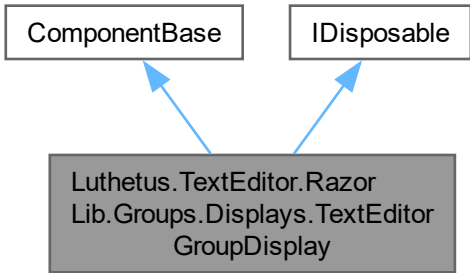 ComponentBase
IDisposable
Luthetus.TextEditor.Razor
Lib.Groups.Displays.TextEditor
GroupDisplay